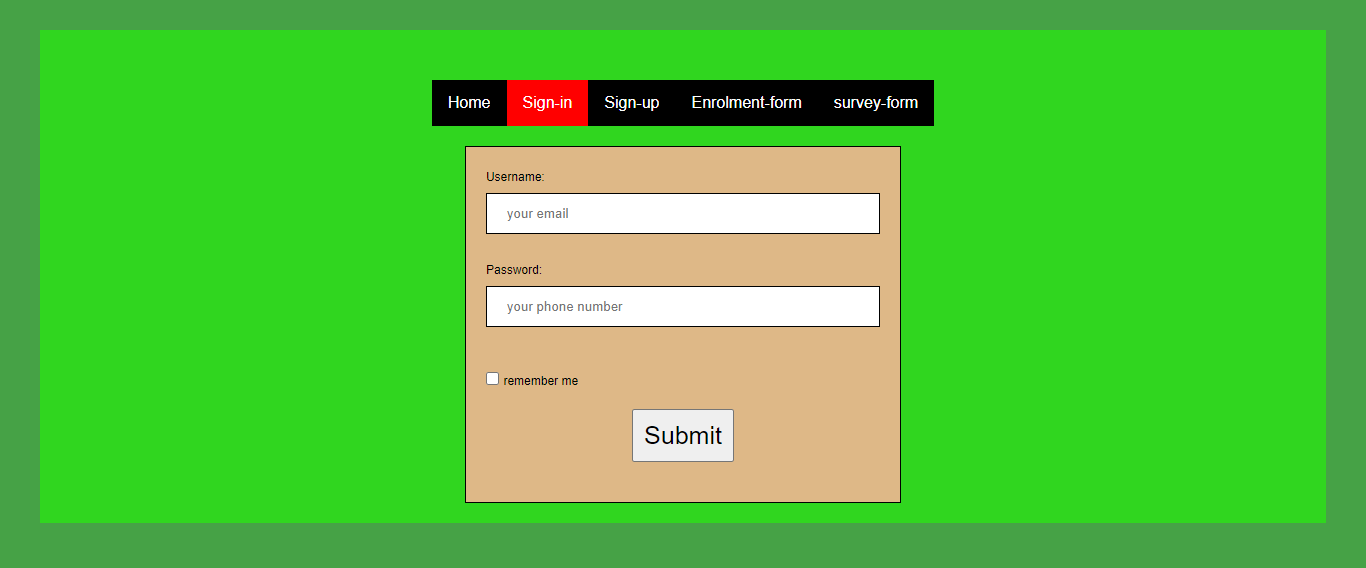 Home Sign-in Sign-up Enrolment-form survey-form
Username:
your email
Password:
your phone number
remember me
Submit